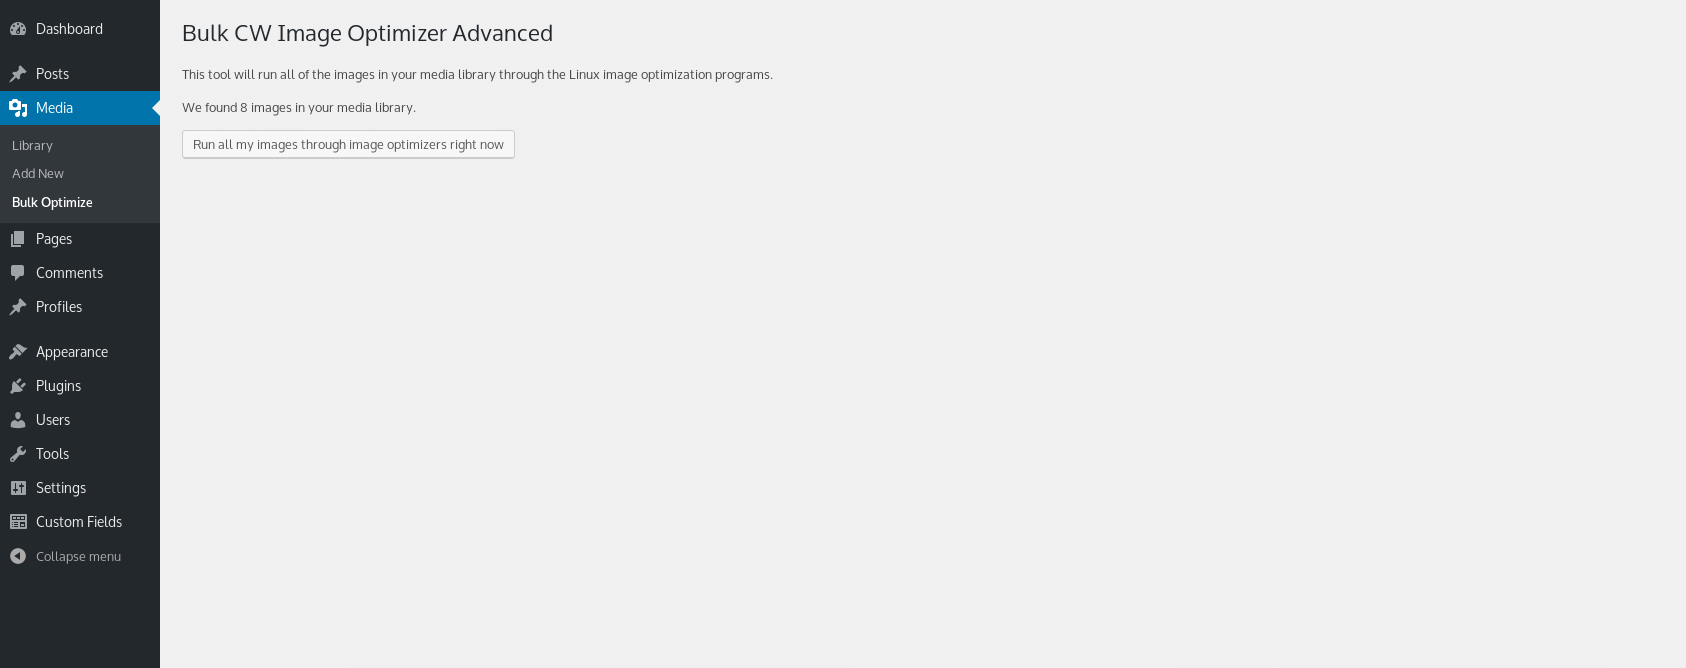 Dashboard
Posts
Media
Library
Add New
Bulk Optimize
Pages
Comments
Profiles
Appearance
Plugins
Users
Tools
Settings
Custom Fields
Collapse menu
Bulk CW Image Optimizer Advanced
This tool will run all of the images in your media library through the Linux image optimization programs.
We found 8 images in your media library.
Run all my images through image optimizers right now